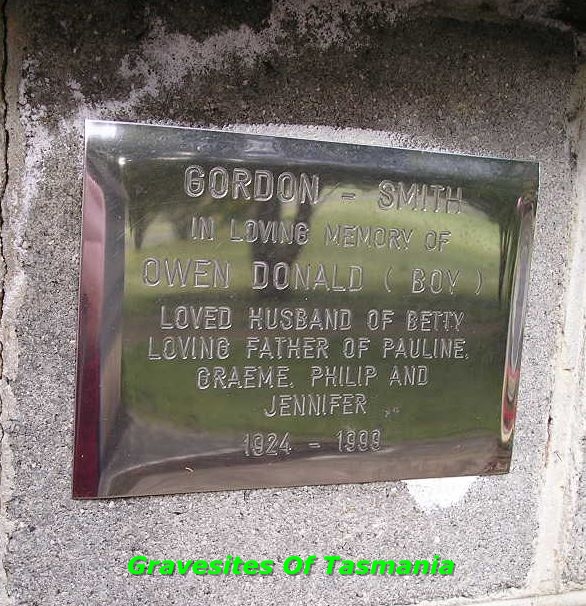 GORDON - SMITH
IN LOVING MEMORY OF
OWEN DONALD ( BOY )
LOVED HUSBAND OF BETTY
LOVING FATHER OF PAULINE.
GRAEME. PHILIP AND
JENNIFER
1924 - 1993
Gravesites Of Tasmania